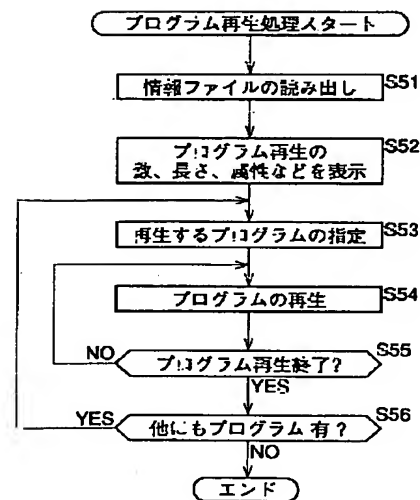 プログラム再生処理スタート
情報ファイルの読み出し
S51
プログラム再生の
数、長さ、属性などを表示
S52
再生するプログラムの指定
S53
プログラムの再生
S54
NO
プログラム再生終了?
S55
YES
YES
他にもプログラム有?
S56
NO
エンド